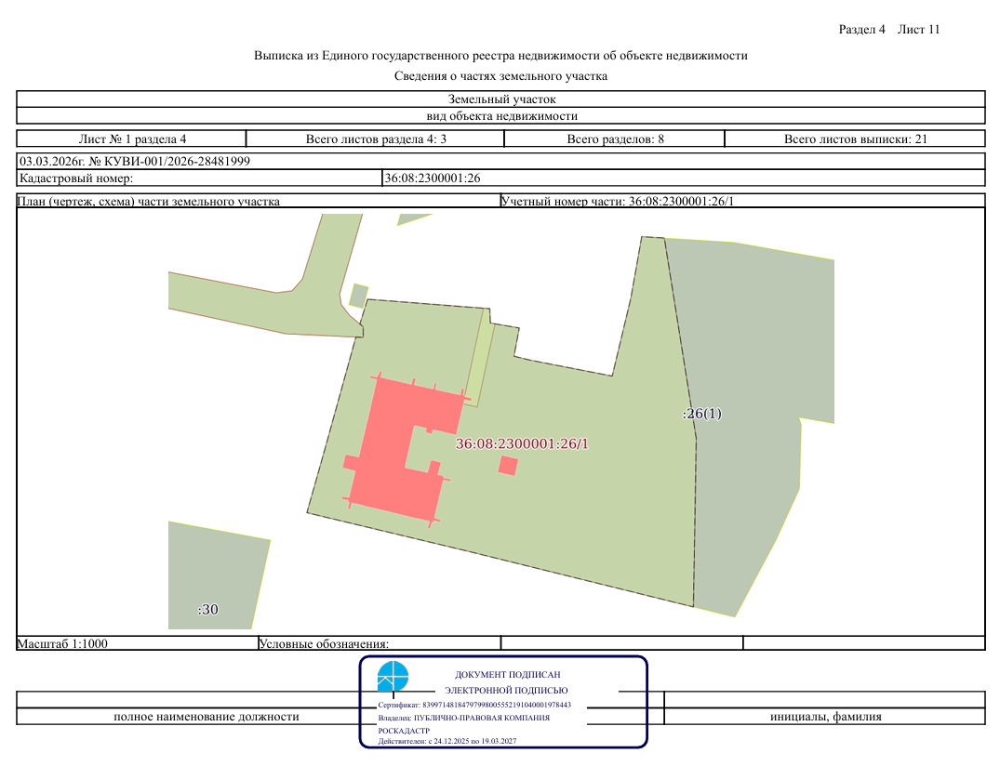 Раздел 4 Лист 11
Выписка из Единого государственного реестра недвижимости об объекте недвижимости
Сведения о частях земельного участка
Земельный участок
вид объекта недвижимости
Лист № 1 раздела 4 Всего листов раздела 4: 3 Всего разделов: 8 Всего листов выписки: 21
03.03.2026г. № КУВИ-001/2026-28481999
Кадастровый номер: 36:08:2300001:26
План (чертеж, схема) части земельного участка Учетный номер части: 36:08:2300001:26/1
:26(1)
36:08:2300001:26/1
:30
Масштаб 1:1000 Условные обозначения:
ДОКУМЕНТ ПОДПИСАН
ЭЛЕКТРОННОЙ ПОДПИСЬЮ
Сертификат: 83997148184797998005552191040001978443
Владелец: ПУБЛИЧНО-ПРАВОВАЯ КОМПАНИЯ
РОСКАДАСТР
Действителен: с 24.12.2025 по 19.03.2027
полное наименование должности инициалы, фамилия